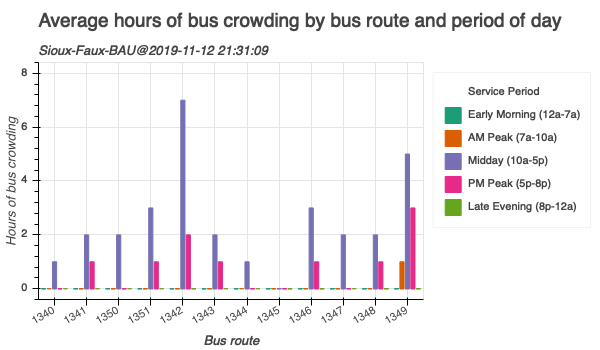 Average hours of bus crowding by bus route and period of day
Sioux-Faux-BAU@2019-11-12 21:31:09
Service Period
Early Morning (12a-7a)
AM Peak (7a-10a)
Midday (10a-5p)
PM Peak (5p-8p)
Late Evening (8p-12a)
Hours of bus crowding
8
6
4
2
0
1340 1341 1350 1351 1342 1343 1344 1345 1346 1347 1348 1349
Bus route